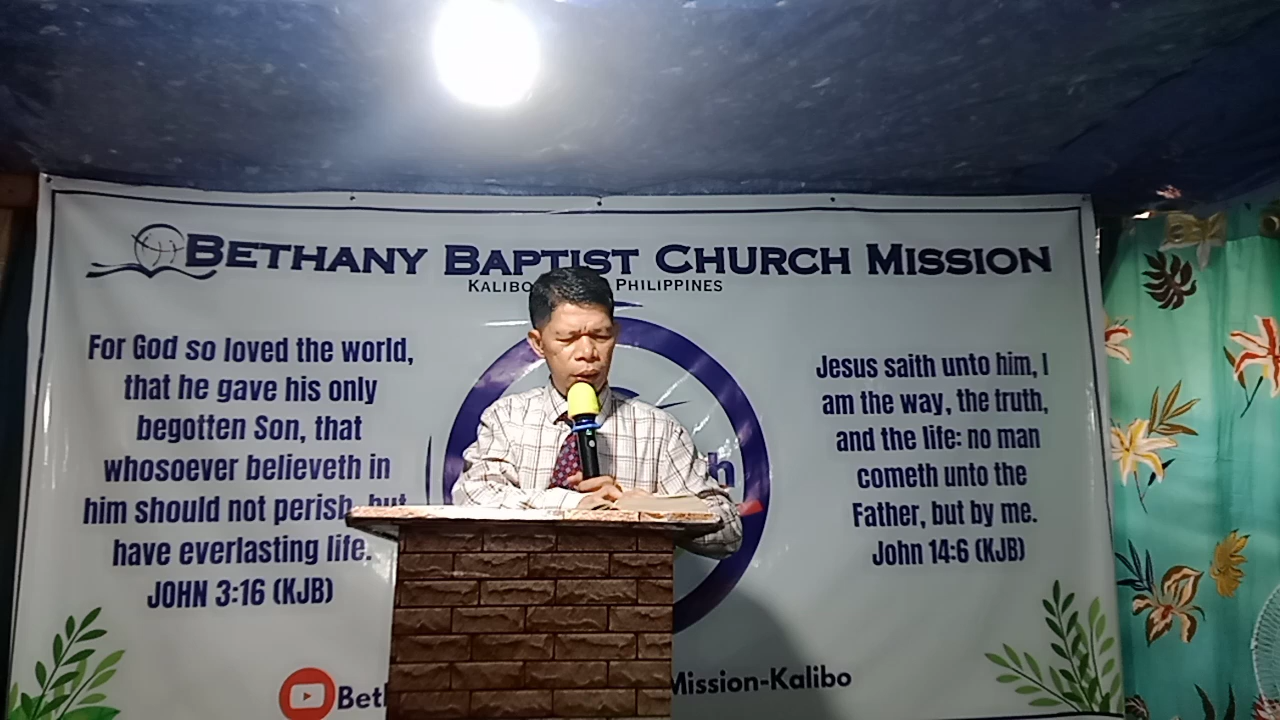 BETHANY BAPTIST CHURCH MISSION
KALIBO PHILIPPINES
For God so loved the world,
that he gave his only
begotten Son, that
whosoever believeth in
him should not perish, but
have everlasting life.
JOHN 3:16 (KJB)
Jesus saith unto him, I
am the way, the truth,
and the life: no man
cometh unto the
Father, but by me.
John 14:6 (KJB)
h
Mission-Kalibo